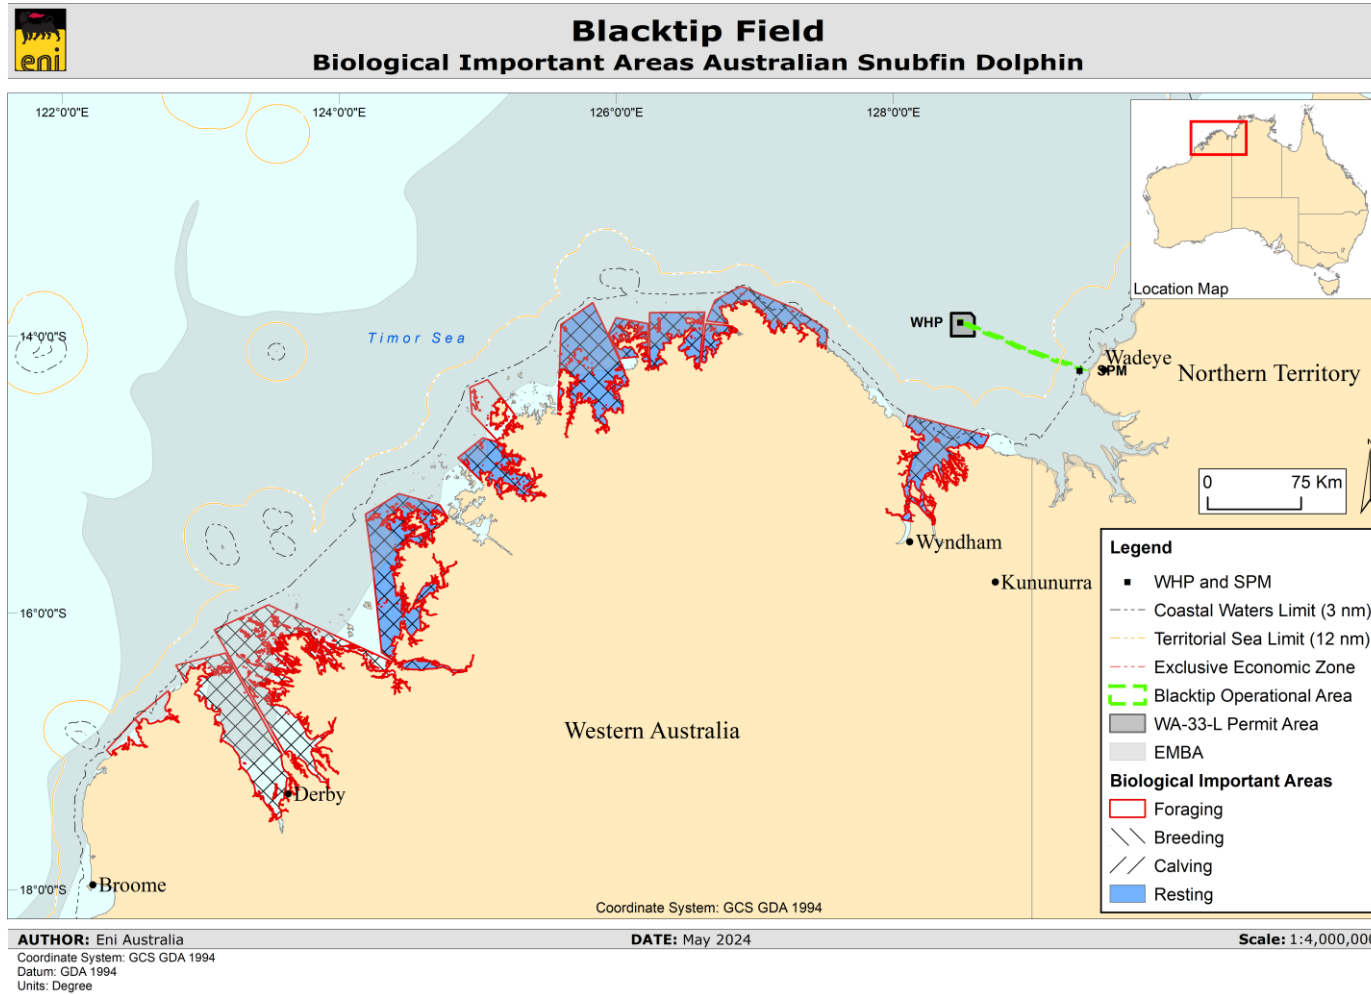 eni
Blacktip Field
Biological Important Areas Australian Snubfin Dolphin
122°0'0"E
124°0'0"E
126°0'0"E
128°0'0"E
Location Map
Timor Sea
14°0'0"S
WHP
SPM
Wadeye
Northern Territory
0 75 Km
Wyndham
Kununurra
16°0'0"S
Western Australia
Derby
Broome
18°0'0"S
Coordinate System: GCS GDA 1994
Legend
WHP and SPM
Coastal Waters Limit (3 nm)
Territorial Sea Limit (12 nm)
Exclusive Economic Zone
Blacktip Operational Area
WA-33-L Permit Area
EMBA
Biological Important Areas
Foraging
Breeding
Calving
Resting
AUTHOR: Eni Australia
DATE: May 2024
Scale: 1:4,000,000
Coordinate System: GCS GDA 1994
Datum: GDA 1994
Units: Degree